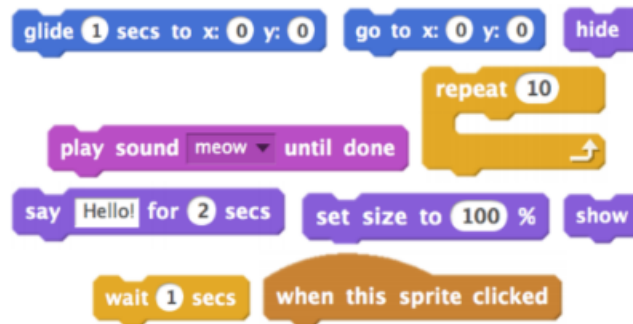 glide 1 secs to x: 0 y: 0
go to x: 0 y: 0
hide
repeat 10
play sound meow until done
say Hello! for 2 secs
set size to 100 %
show
wait 1 secs
when this sprite clicked